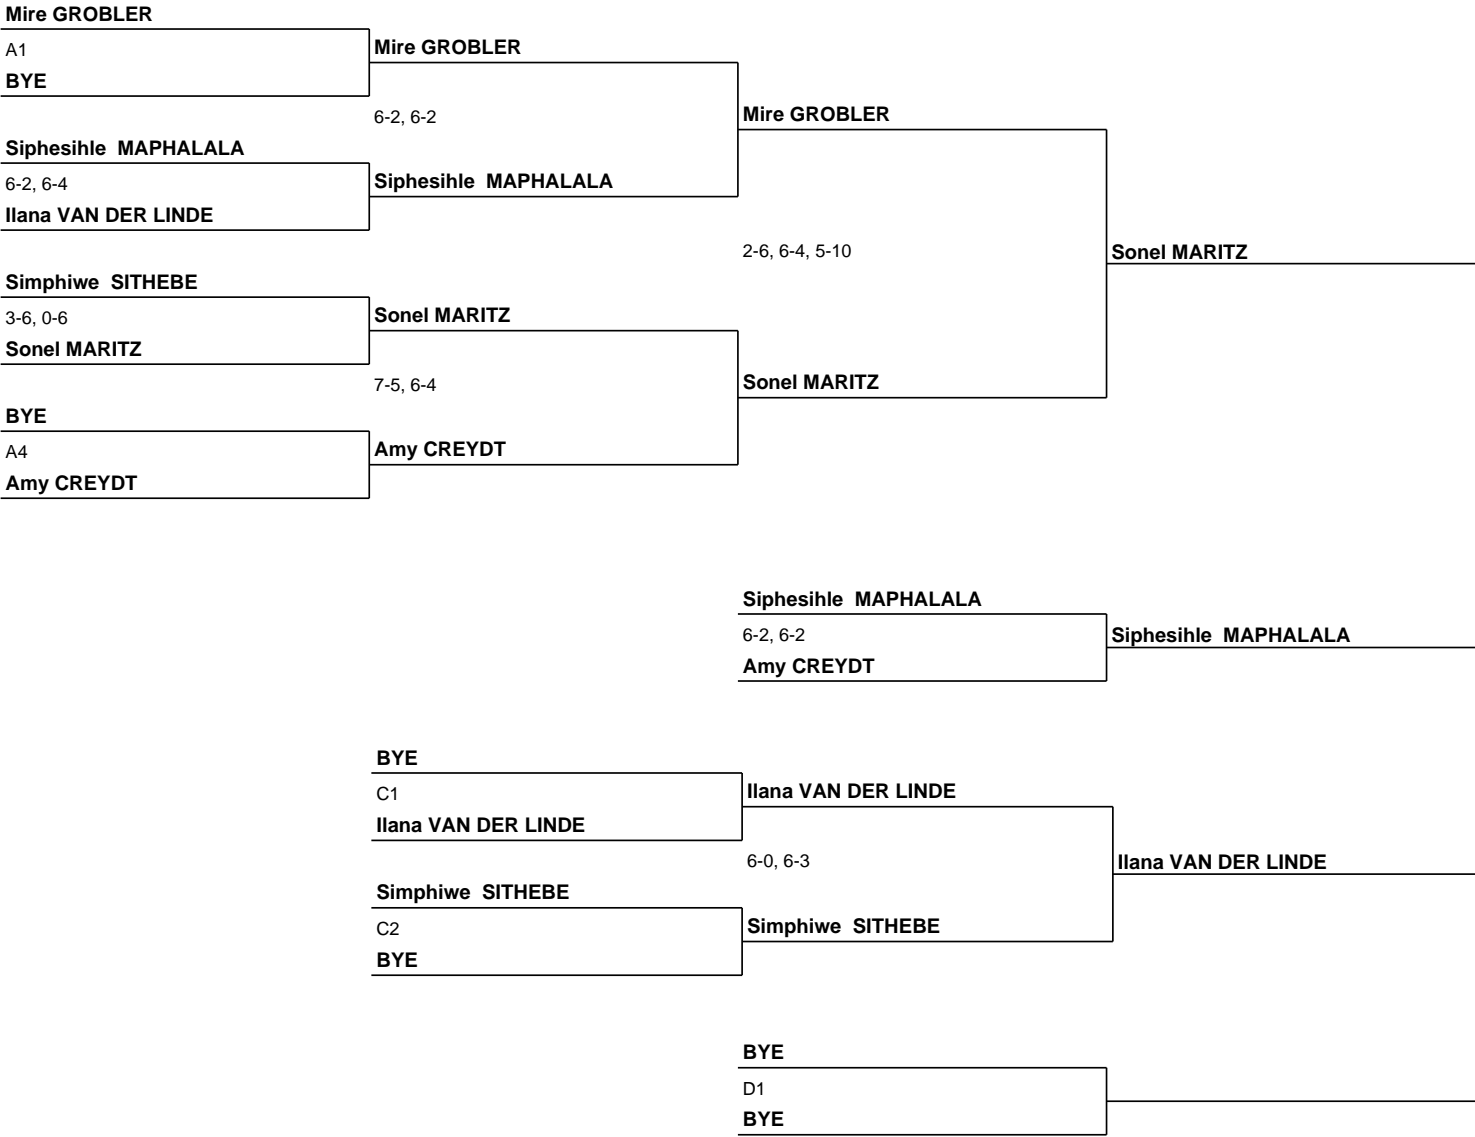 Mire GROBLER
A1
BYE
Mire GROBLER
6-2, 6-2
Mire GROBLER
Siphesihle  MAPHALALA
6-2, 6-4
Ilana VAN DER LINDE
Siphesihle  MAPHALALA
2-6, 6-4, 5-10
Sonel MARITZ
Simphiwe  SITHEBE
3-6, 0-6
Sonel MARITZ
Sonel MARITZ
7-5, 6-4
Sonel MARITZ
BYE
A4
Amy CREYDT
Amy CREYDT
Siphesihle  MAPHALALA
6-2, 6-2
Amy CREYDT
Siphesihle  MAPHALALA
BYE
C1
Ilana VAN DER LINDE
Ilana VAN DER LINDE
6-0, 6-3
Ilana VAN DER LINDE
Simphiwe  SITHEBE
C2
BYE
Simphiwe  SITHEBE
BYE
D1
BYE